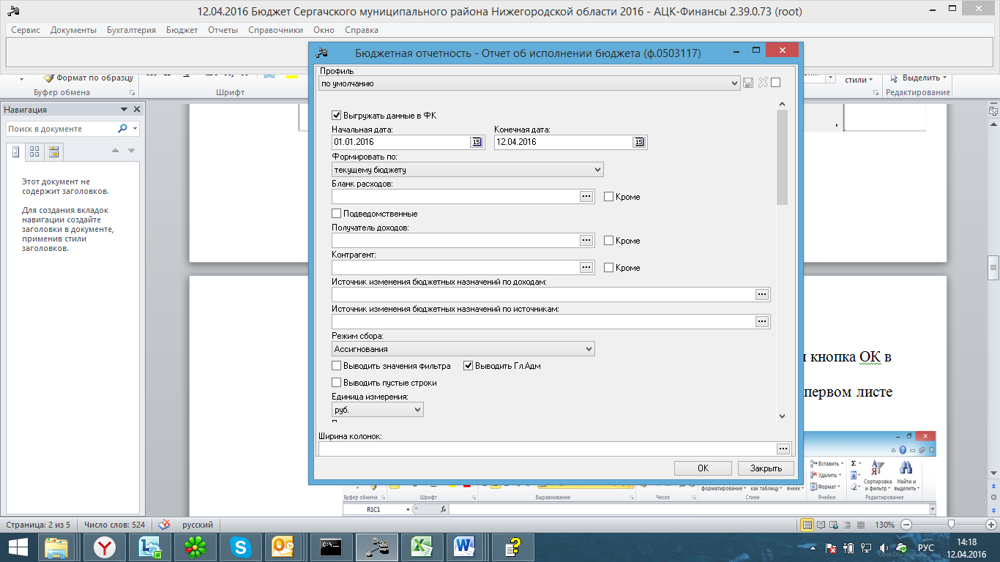 12.04.2016 Бюджет Сергачского муниципального района Нижегородской области 2016 - АЦК-Финансы 2.39.0.73 (root)
Сервис Документы Бухгалтерия Бюджет Отчеты Справочники Окно Справка
Бюджетная отчетность - Отчет об исполнении бюджета (ф.0503117)
Формат по образцу
Буфер обмена
Шрифт
стили
Выделить
Редактирование
Навигация
Поиск в документе
Этот документ не
содержит заголовков.
Для создания вкладок
навигации создайте
заголовки в документе,
применив стили
заголовков.
Профиль
по умолчанию
Выгружать данные в ФК
Начальная дата: Конечная дата:
01.01.2016 15 12.04.2016 15
Формировать по:
текущему бюджету
Бланк расходов:
... Кроме
Подведомственные
Получатель доходов:
... Кроме
Контрагент:
... Кроме
Источник изменения бюджетных назначений по доходам:
...
Источник изменения бюджетных назначений по источникам:
...
Режим сбора:
Ассигнования
Выводить значения фильтра Выводить Гл.Адм
Выводить пустые строки
Единица измерения:
руб.
Ширина колонок:
...
OK Закрыть
кнопка ОК в
первом листе
Вставить
Удалить
Формат
Σ
Сортировка
и фильтр
Найти и
выделить
форматирование как таблицу ячеек
Буфер обмена Шрифт Выравнивание Число Стили Ячейки Редактирование
R1C1 fx
Страница: 2 из 5 Число слов: 524 русский 130%
РУС 14:18
12.04.2016